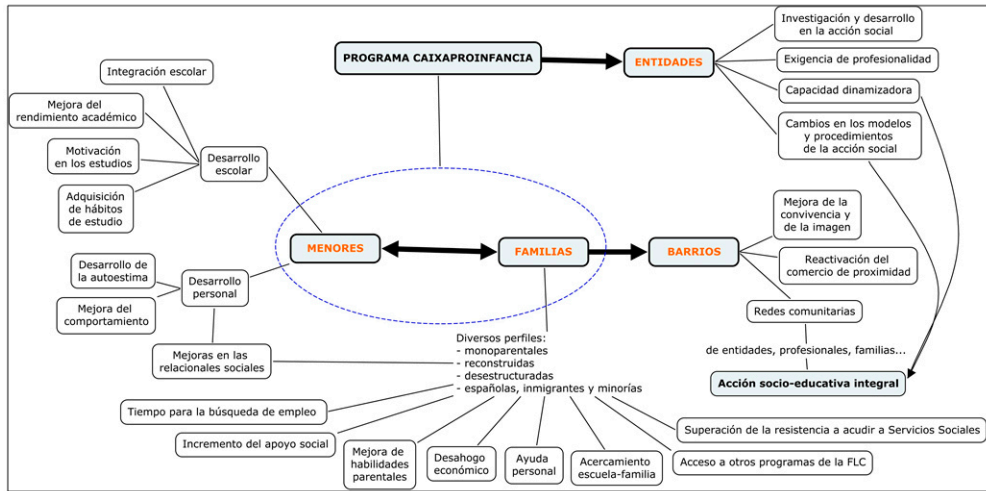 PROGRAMA CAIXAPROINFANCIA
ENTIDADES
Investigación y desarrollo
en la acción social
Exigencia de profesionalidad
Capacidad dinamizadora
Cambios en los modelos
y procedimientos
de la acción social
Integración escolar
Mejora del
rendimiento académico
Motivación
en los estudios
Adquisición
de hábitos
de estudio
Desarrollo
escolar
MENORES
FAMILIAS
BARRIOS
Mejora de la
convivencia y
de la imagen
Reactivación del
comercio de proximidad
Redes comunitarias
de entidades, profesionales, familias...
Acción socio-educativa integral
Desarrollo de
la autoestima
Mejora del
comportamiento
Desarrollo
personal
Mejoras en las
relacionales sociales
Diversos perfiles:
- monoparentales
- reconstruidas
- desestructuradas
- españolas, inmigrantes y minorías
Tiempo para la búsqueda de empleo
Incremento del apoyo social
Mejora de
habilidades
parentales
Desahogo
económico
Ayuda
personal
Acercamiento
escuela-familia
Acceso a otros programas de la FLC
Superación de la resistencia a acudir a Servicios Sociales